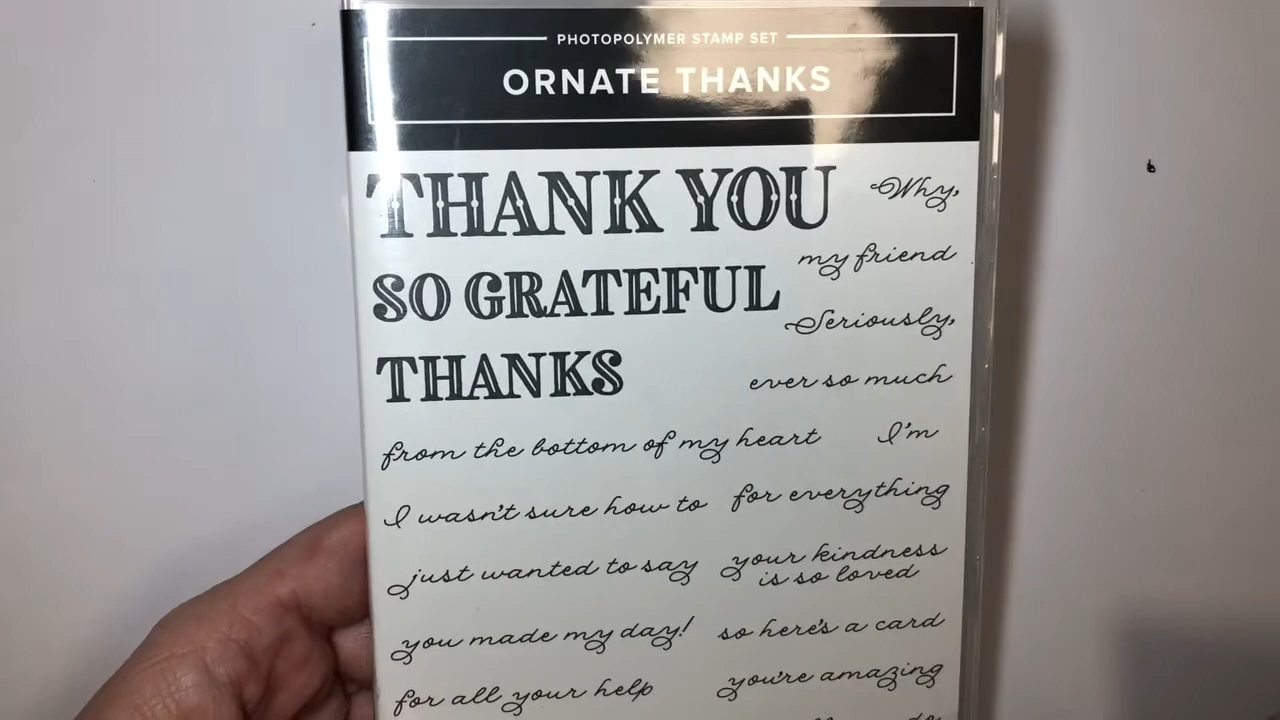 PHOTOPOLYMER STAMP SET
ORNATE THANKS
THANK YOU
Why,
my friend
SO GRATEFUL
Seriously,
THANKS
ever so much
from the bottom of my heart
I'm
I wasn't sure how to
for everything
just wanted to say
your kindness
is so loved
you made my day!
so here's a card
for all your help
you're amazing